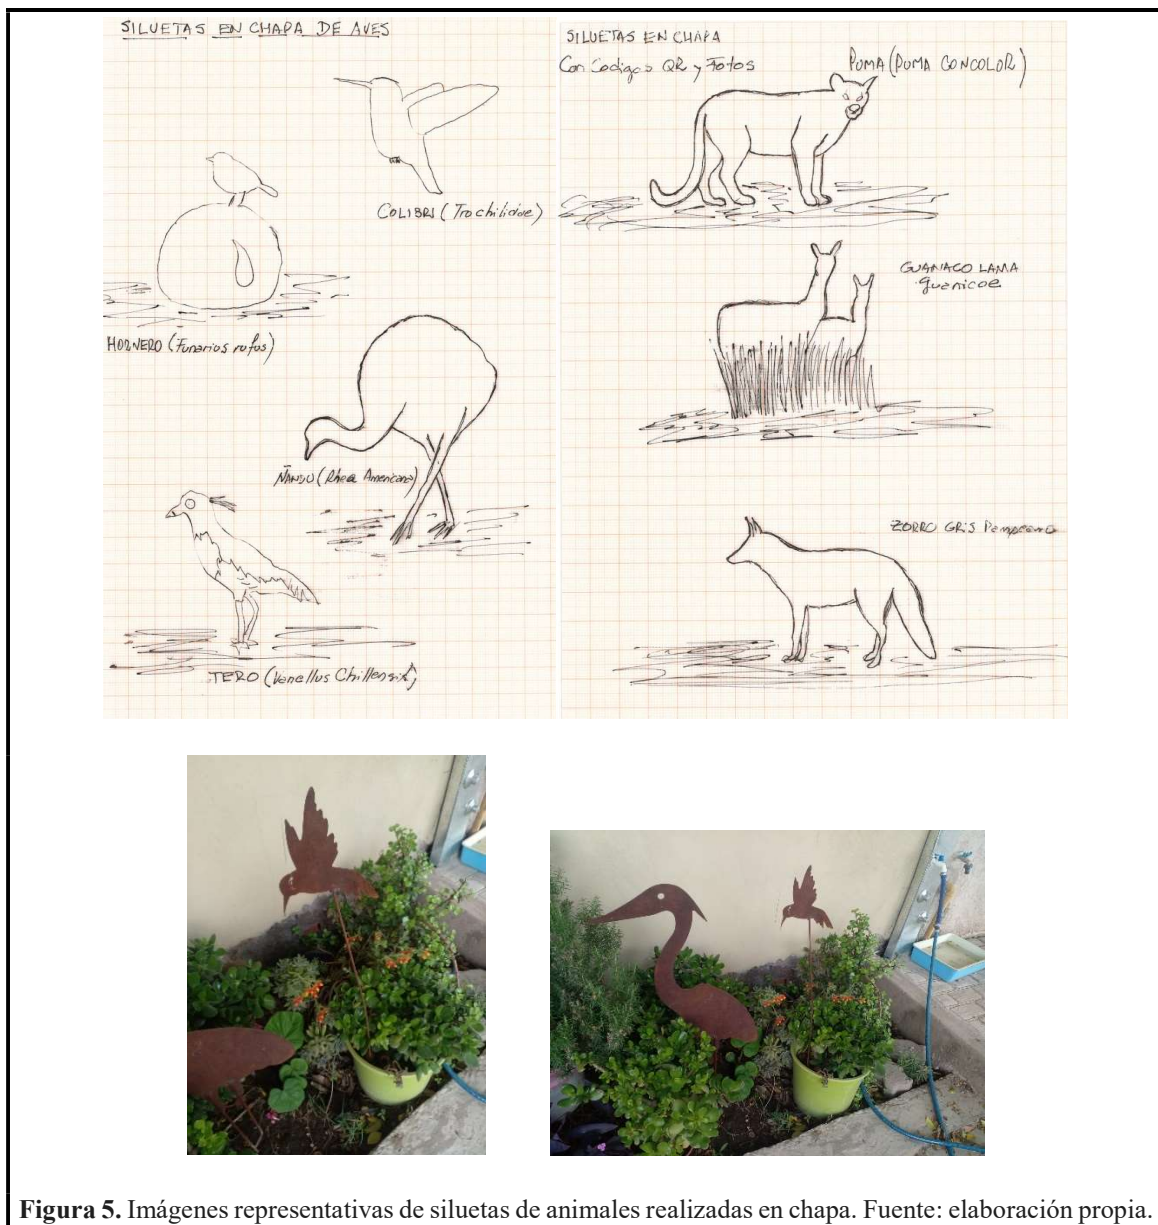 SILUETAS EN CHAPA DE AVES
COLIBRI (Trochilidae)
HORNERO (Funarios rufus)
ÑANDU (Rhea Americana)
TERO (Vanellus Chillensis)
SILUETAS EN CHAPA
Con Codigos QR y Fotos
PUMA (PUMA CONCOLOR)
GUANACO LAMA
guanicoe
ZORRO GRIS Pampeano
Figura 5. Imágenes representativas de siluetas de animales realizadas en chapa. Fuente: elaboración propia.